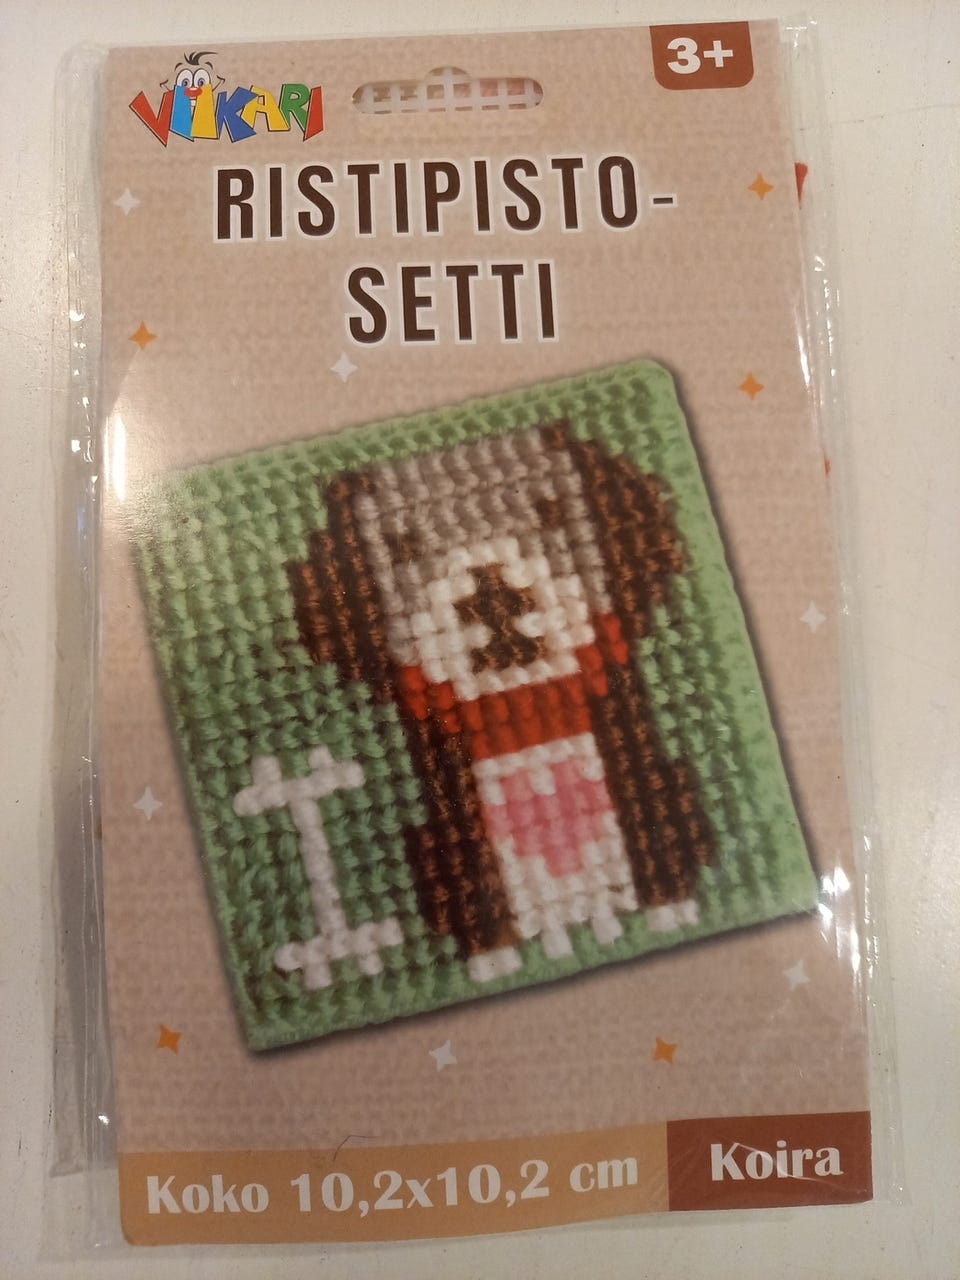 VIIKARI
3+
RISTIPISTO-
SETTI
Koko 10,2x10,2 cm
Koira